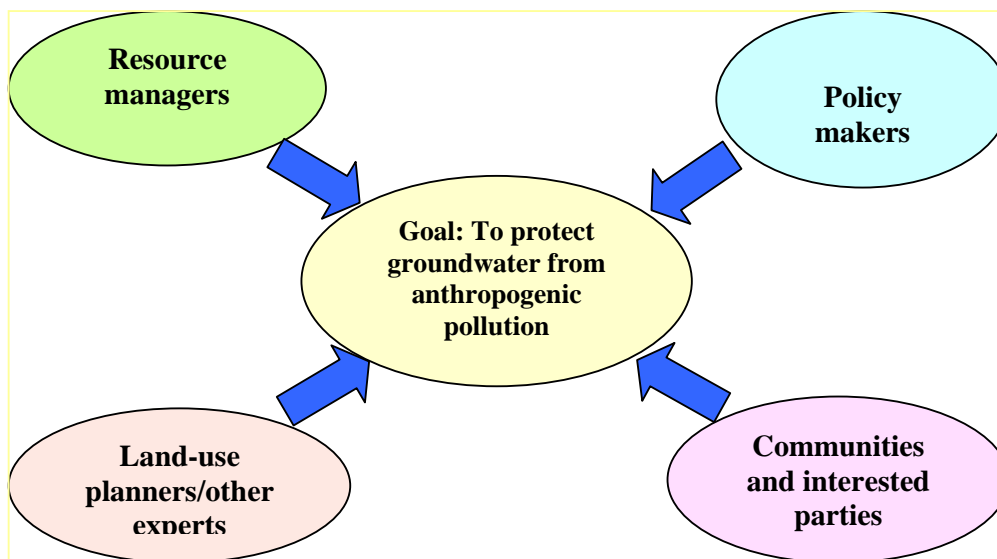 Resource
managers
Policy
makers
Goal: To protect
groundwater from
anthropogenic
pollution
Land-use
planners/other
experts
Communities
and interested
parties